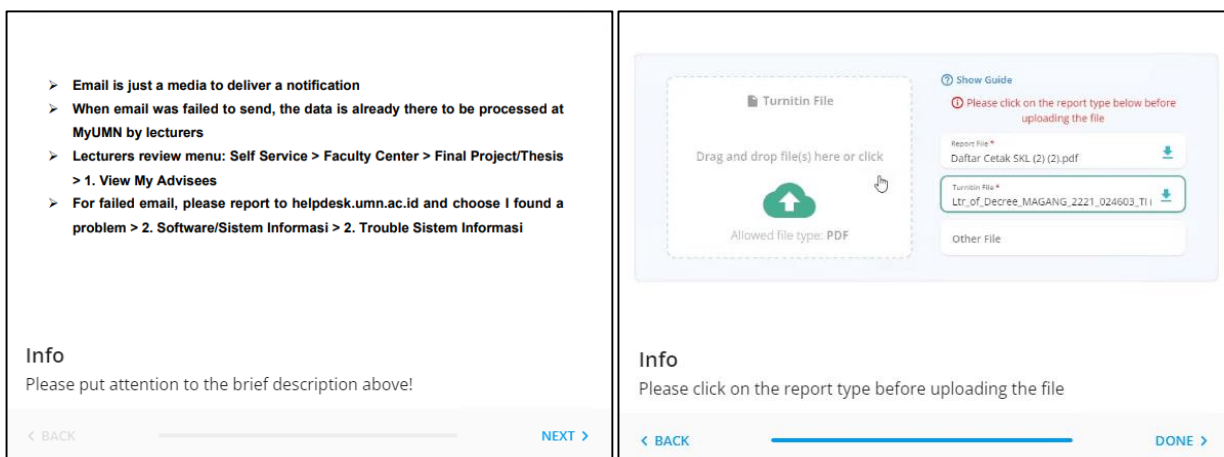 ➢ Email is just a media to deliver a notification
➢ When email was failed to send, the data is already there to be processed at
MyUMN by lecturers
➢ Lecturers review menu: Self Service > Faculty Center > Final Project/Thesis
> 1. View My Advisees
➢ For failed email, please report to helpdesk.umn.ac.id and choose I found a
problem > 2. Software/Sistem Informasi > 2. Trouble Sistem Informasi
Info
Please put attention to the brief description above!
< BACK
NEXT >
Turnitin File
Drag and drop file(s) here or click
Allowed file type: PDF
Show Guide
Please click on the report type below before
uploading the file
Report File *
Daftar Cetak SKL (2) (2).pdf
Turnitin File *
Ltr_of_Decree_MAGANG_2221_024603_TI
Other File
Info
Please click on the report type before uploading the file
< BACK
DONE >